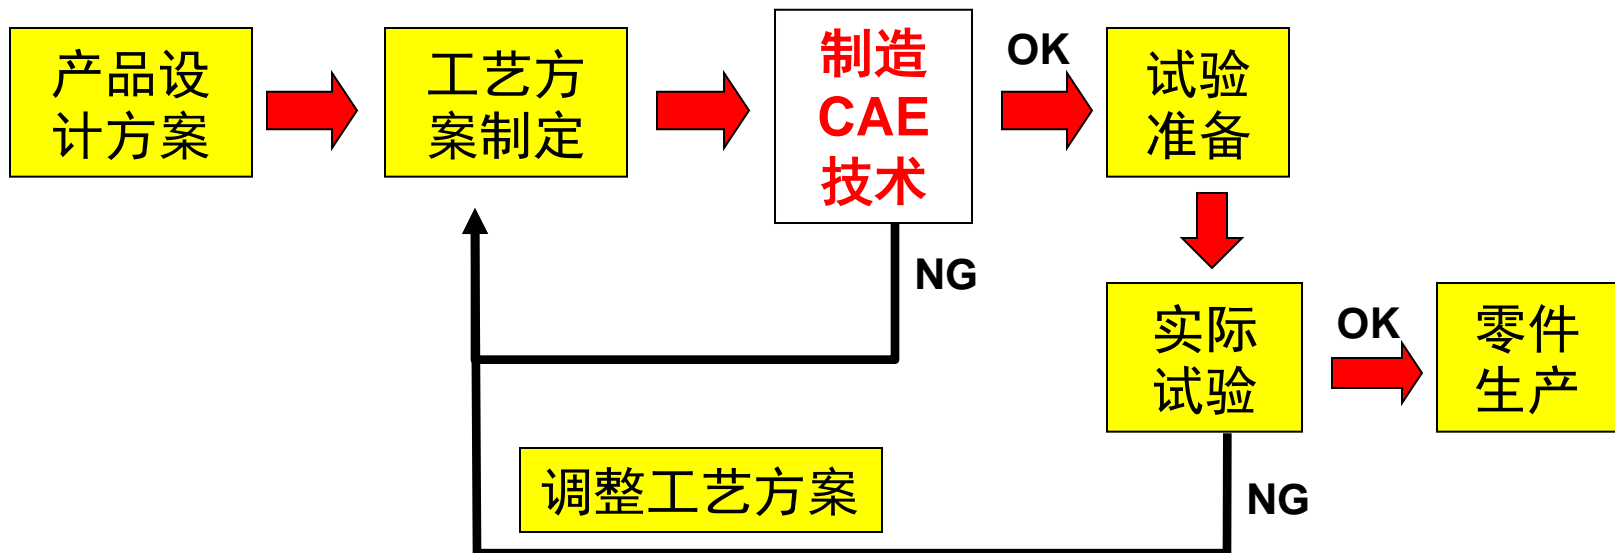 产品设
计方案
工艺方
案制定
制造
CAE
技术
OK
试验
准备
NG
实际
试验
OK
零件
生产
调整工艺方案
NG